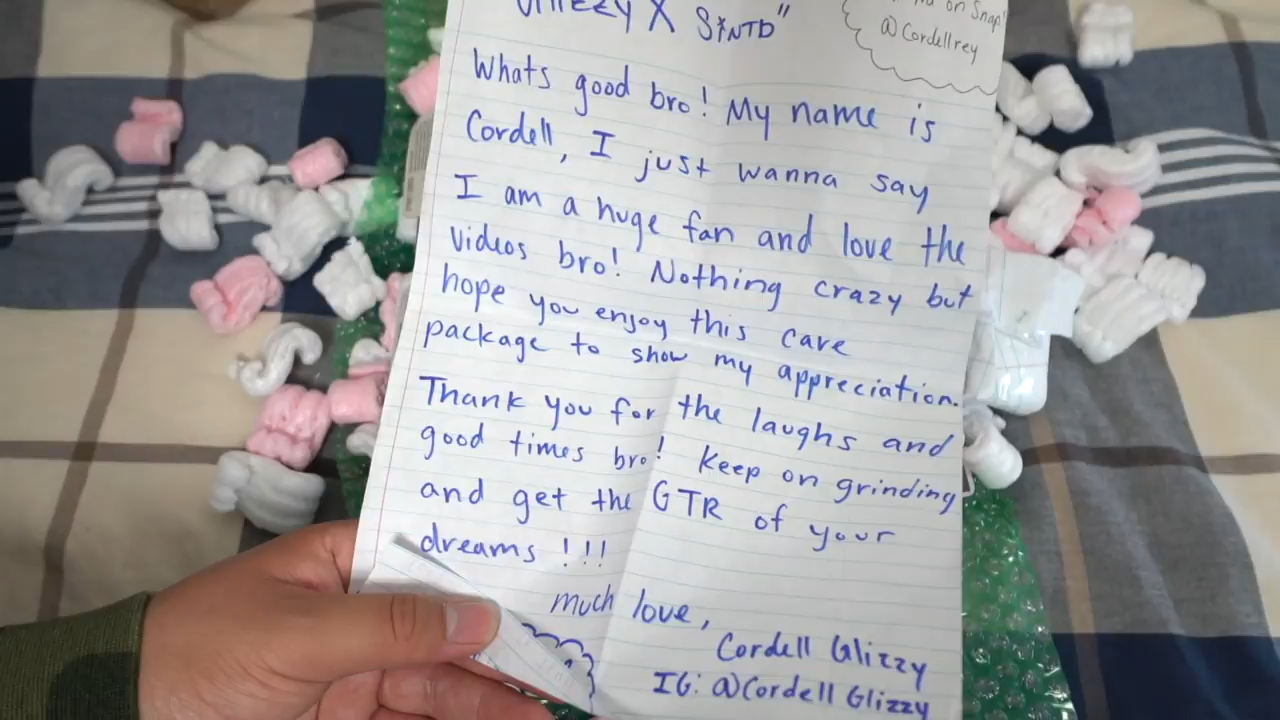 Glizzy X SiNTD"
on Snap
@Cordellrey
Whats good bro! My name is
Cordell, I just wanna say
I am a huge fan and love the
videos bro! Nothing crazy but
hope you enjoy this care
package to show my appreciation.
Thank you for the laughs and
good times bro! Keep on grinding
and get the GTR of your
dreams !!!
much love,
Cordell Glizzy
IG: @Cordell Glizzy